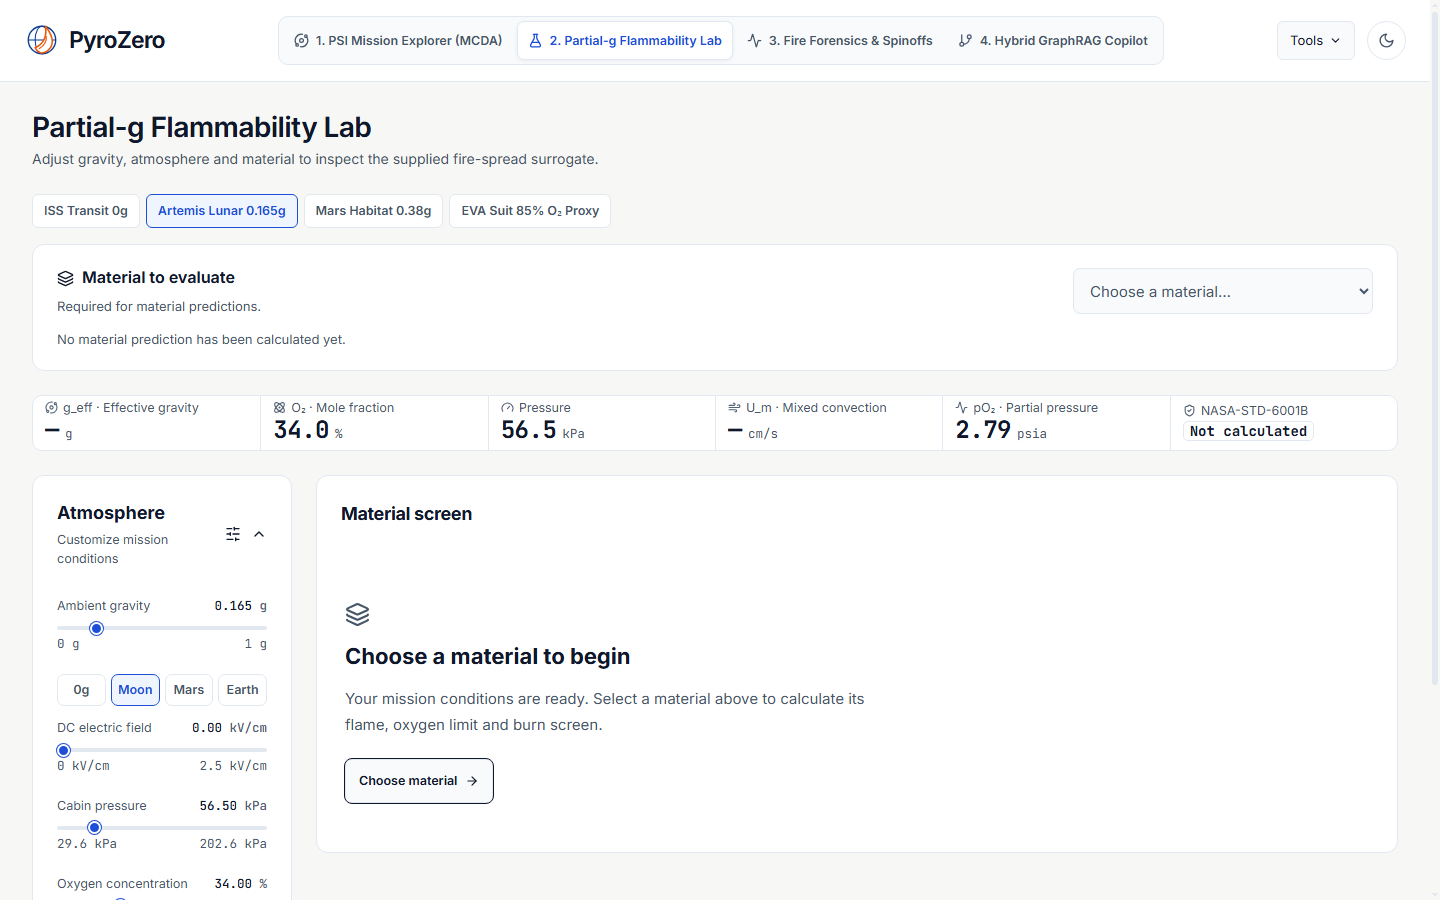 PyroZero
1. PSI Mission Explorer (MCDA)
2. Partial-g Flammability Lab
3. Fire Forensics & Spinoffs
4. Hybrid GraphRAG Copilot
Tools
Partial-g Flammability Lab
Adjust gravity, atmosphere and material to inspect the supplied fire-spread surrogate.
ISS Transit 0g
Artemis Lunar 0.165g
Mars Habitat 0.38g
EVA Suit 85% O₂ Proxy
Material to evaluate
Required for material predictions.
No material prediction has been calculated yet.
Choose a material...
g_eff · Effective gravity
— g
O₂ · Mole fraction
34.0 %
Pressure
56.5 kPa
U_m · Mixed convection
— cm/s
pO₂ · Partial pressure
2.79 psia
NASA-STD-6001B
Not calculated
Atmosphere
Customize mission
conditions
Ambient gravity 0.165 g
0 g 1 g
0g Moon Mars Earth
DC electric field 0.00 kV/cm
0 kV/cm 2.5 kV/cm
Cabin pressure 56.50 kPa
29.6 kPa 202.6 kPa
Oxygen concentration 34.00 %
Material screen
Choose a material to begin
Your mission conditions are ready. Select a material above to calculate its
flame, oxygen limit and burn screen.
Choose material →